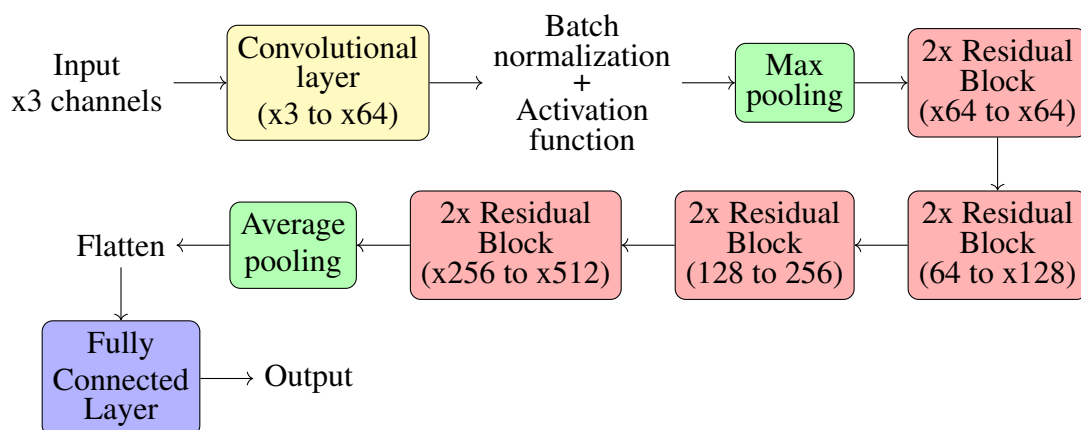 Input
x3 channels
Convolutional
layer
(x3 to x64)
Batch
normalization
+
Activation
function
Max
pooling
2x Residual
Block
(x64 to x64)
2x Residual
Block
(64 to x128)
2x Residual
Block
(128 to 256)
2x Residual
Block
(x256 to x512)
Average
pooling
Flatten
Fully
Connected
Layer
Output